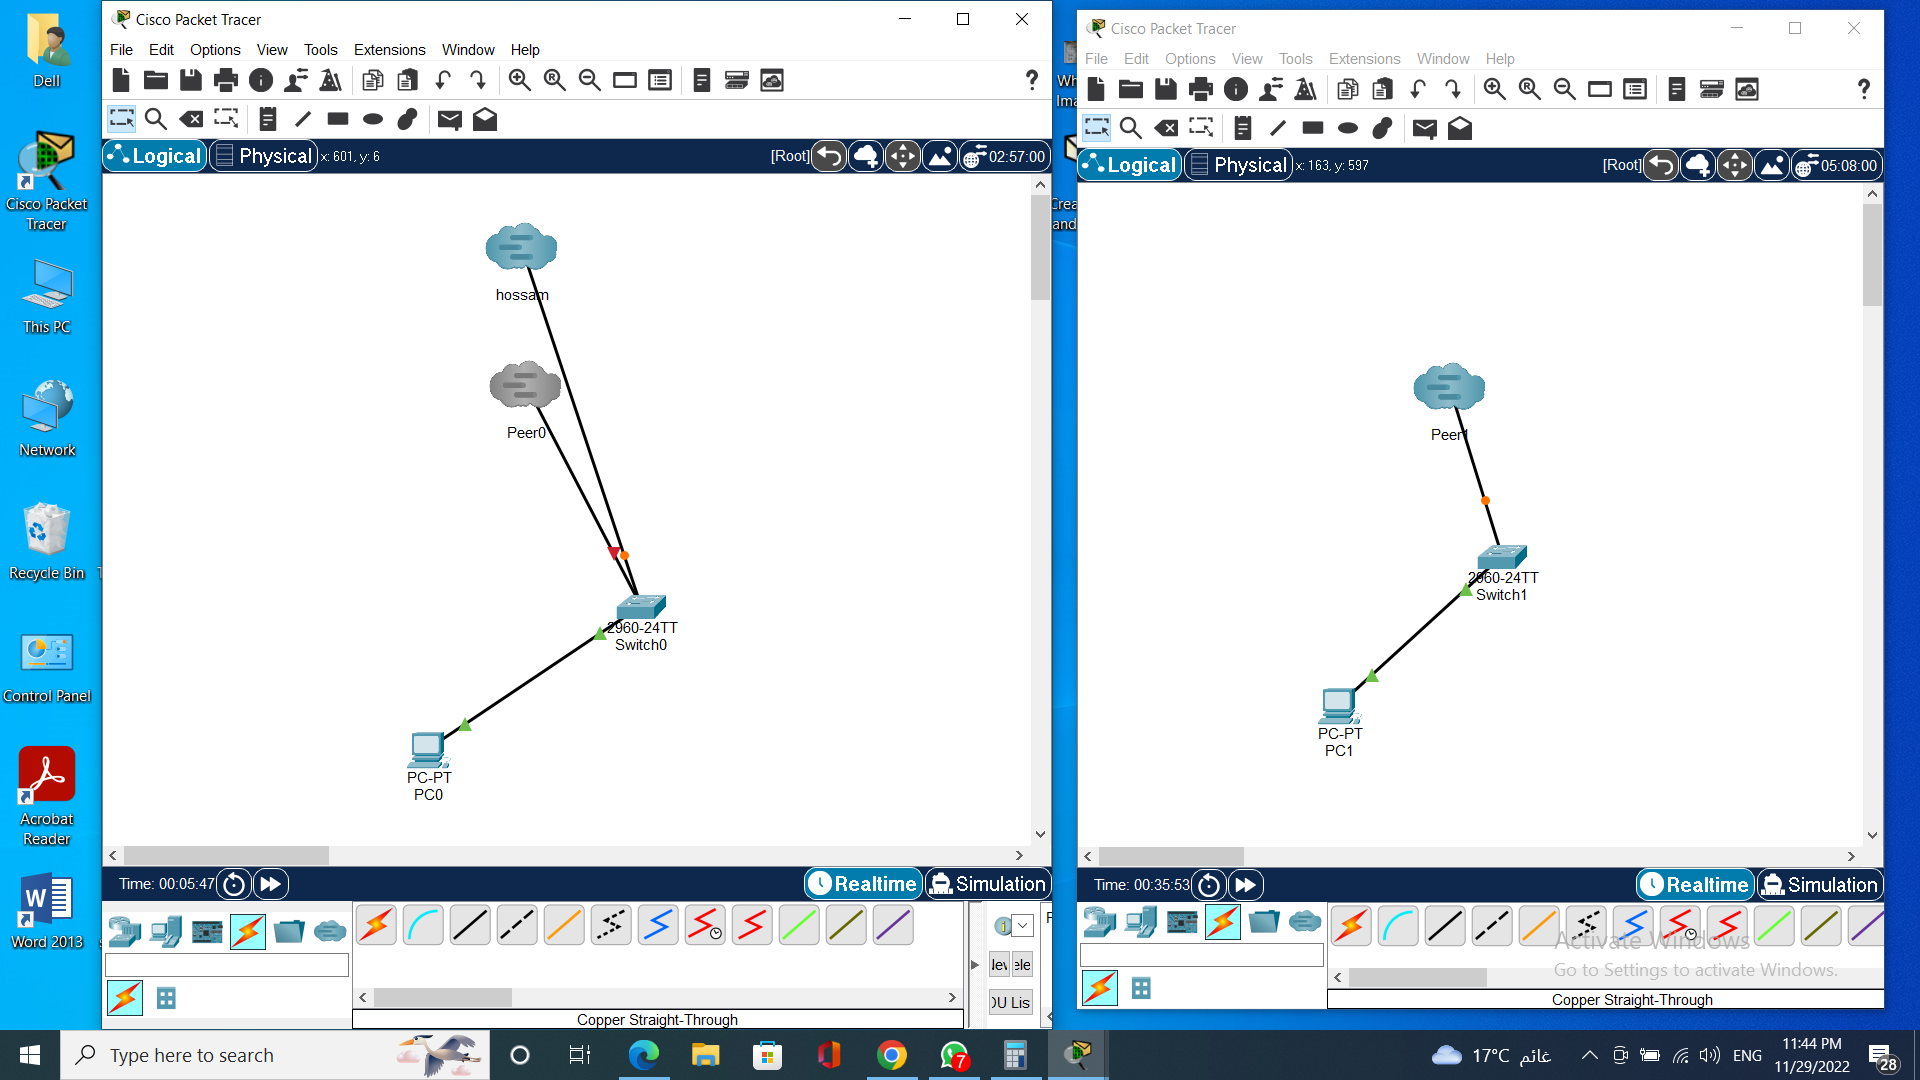 Dell
Cisco Packet
Tracer
This PC
Network
Recycle Bin
Control Panel
Acrobat
Reader
Word 2013
Cisco Packet Tracer
File Edit Options View Tools Extensions Window Help
Logical Physical x: 601, y: 6 [Root] 02:57:00
hossam
Peer0
2960-24TT
Switch0
PC-PT
PC0
Time: 00:05:47 Realtime Simulation
Copper Straight-Through
Cisco Packet Tracer
File Edit Options View Tools Extensions Window Help
Logical Physical x: 163, y: 597 [Root] 05:08:00
Peer1
2960-24TT
Switch1
PC-PT
PC1
Time: 00:35:53 Realtime Simulation
Activate Windows
Go to Settings to activate Windows.
Copper Straight-Through
Type here to search
7
17°C غائم
ENG
11:44 PM
11/29/2022
28